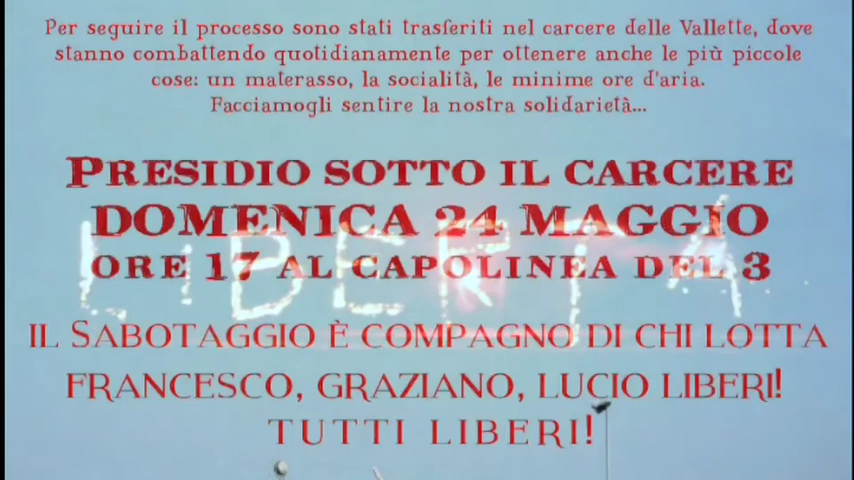 Per seguire il processo sono stati trasferiti nel carcere delle Vallette, dove
stanno combattendo quotidianamente per ottenere anche le più piccole
cose: un materasso, la socialità, le minime ore d'aria.
Facciamogli sentire la nostra solidarietà...
PRESIDIO SOTTO IL CARCERE
DOMENICA 24 MAGGIO
LIBERTÀ
ORE 17 AL CAPOLINEA DEL 3
IL SABOTAGGIO È COMPAGNO DI CHI LOTTA
FRANCESCO, GRAZIANO, LUCIO LIBERI!
TUTTI LIBERI!